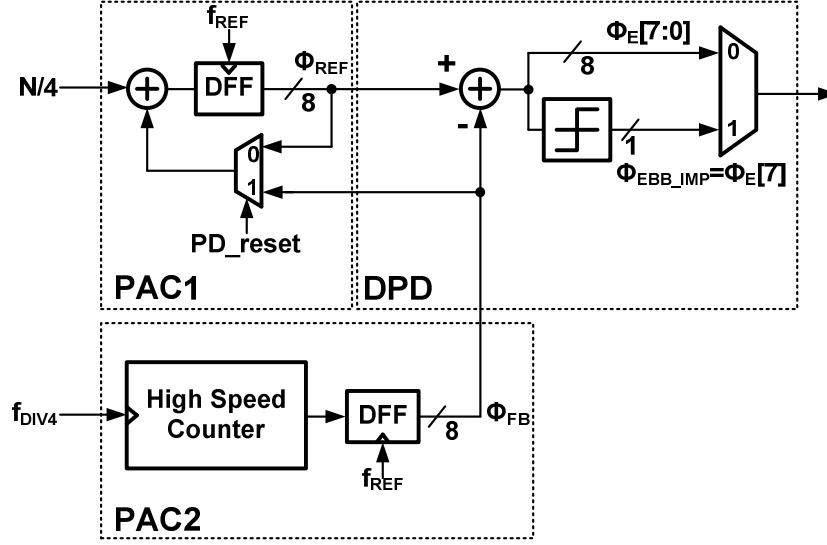 f_REF
N/4
DFF
Φ_REF
8
0
1
PD_reset
PAC1
+
-
Φ_E[7:0]
8
0
1
1
Φ_EBB_IMP=Φ_E[7]
DPD
f_DIV4
High Speed
Counter
DFF
8
Φ_FB
f_REF
PAC2